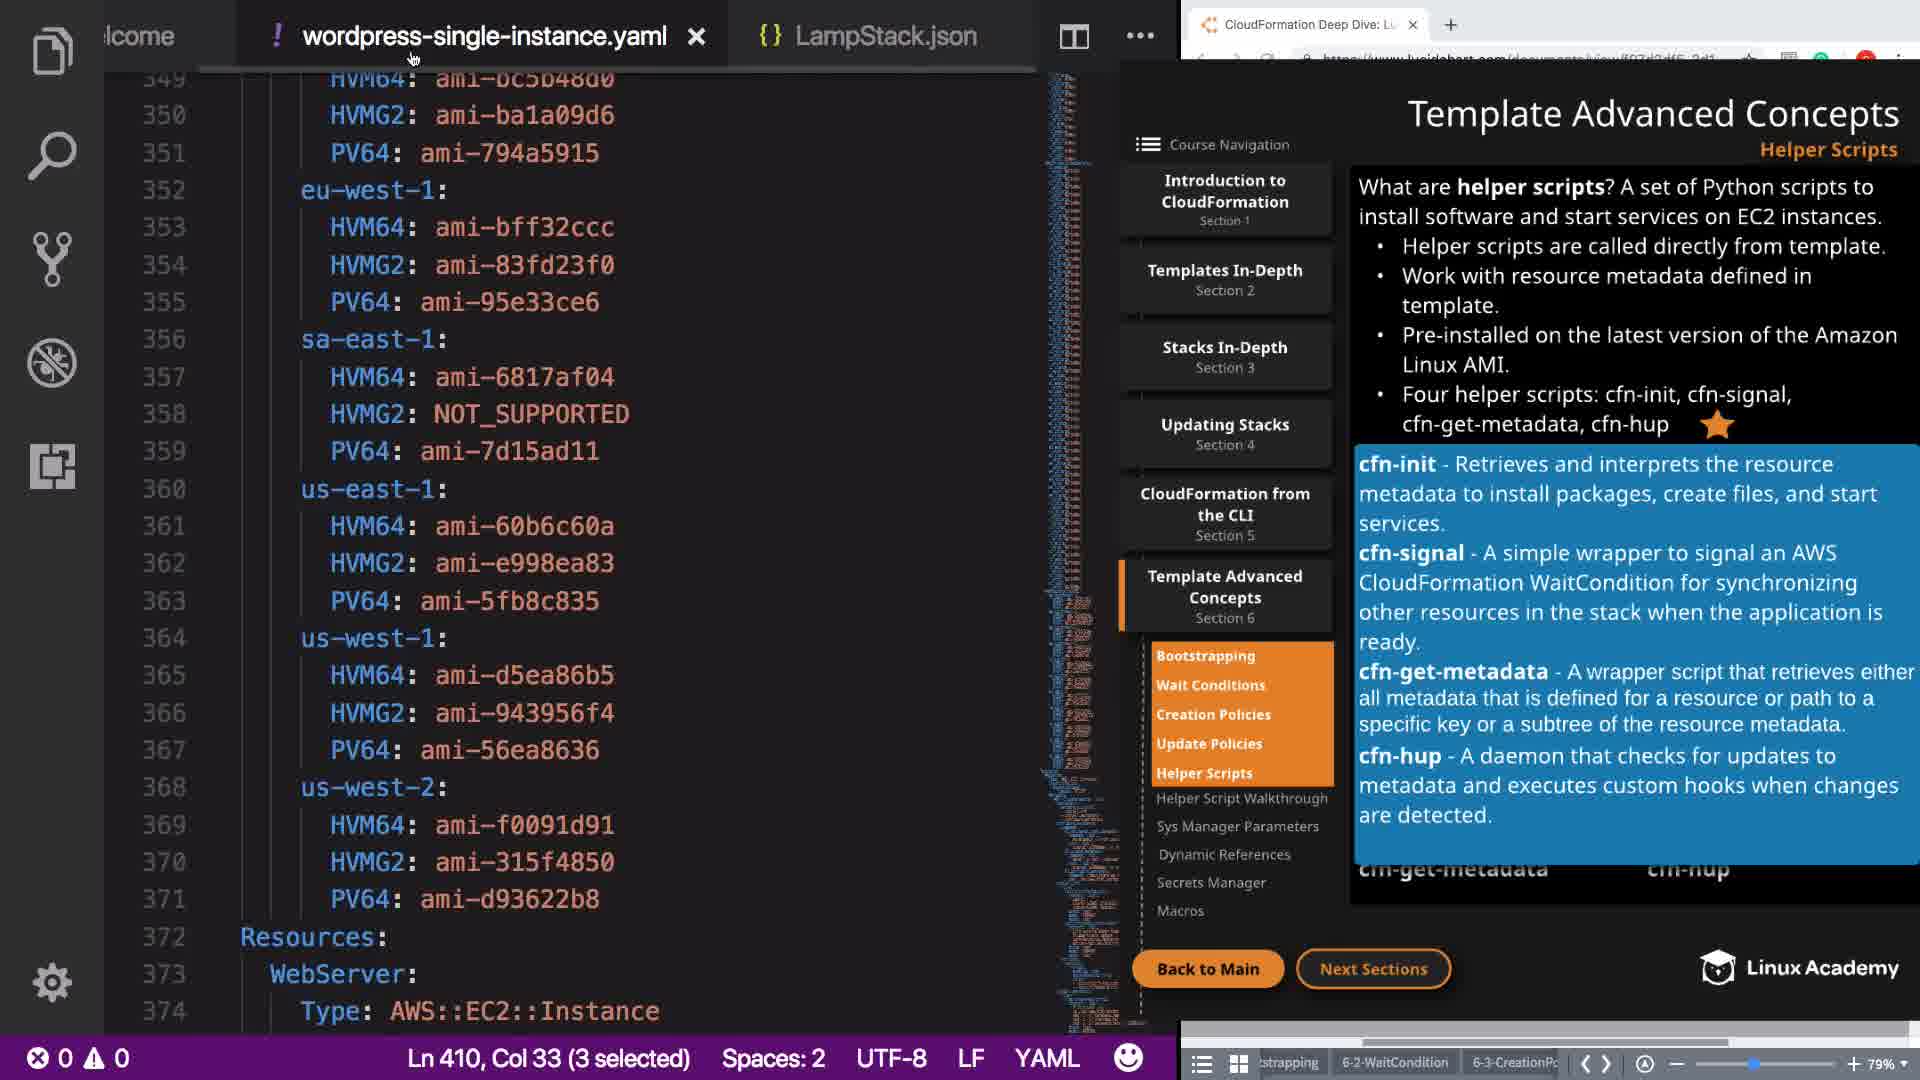 lcome
! wordpress-single-instance.yaml ×
{} LampStack.json
349 HVM64: ami-bc5b48d0
350 HVMG2: ami-ba1a09d6
351 PV64: ami-794a5915
352 eu-west-1:
353 HVM64: ami-bff32ccc
354 HVMG2: ami-83fd23f0
355 PV64: ami-95e33ce6
356 sa-east-1:
357 HVM64: ami-6817af04
358 HVMG2: NOT_SUPPORTED
359 PV64: ami-7d15ad11
360 us-east-1:
361 HVM64: ami-60b6c60a
362 HVMG2: ami-e998ea83
363 PV64: ami-5fb8c835
364 us-west-1:
365 HVM64: ami-d5ea86b5
366 HVMG2: ami-943956f4
367 PV64: ami-56ea8636
368 us-west-2:
369 HVM64: ami-f0091d91
370 HVMG2: ami-315f4850
371 PV64: ami-d93622b8
372 Resources:
373 WebServer:
374 Type: AWS::EC2::Instance
0 0
Ln 410, Col 33 (3 selected)
Spaces: 2
UTF-8
LF
YAML
CloudFormation Deep Dive: Lu
Template Advanced Concepts
Helper Scripts
Course Navigation
Introduction to
CloudFormation
Section 1
Templates In-Depth
Section 2
Stacks In-Depth
Section 3
Updating Stacks
Section 4
CloudFormation from
the CLI
Section 5
Template Advanced
Concepts
Section 6
Bootstrapping
Wait Conditions
Creation Policies
Update Policies
Helper Scripts
Helper Script Walkthrough
Sys Manager Parameters
Dynamic References
Secrets Manager
Macros
Back to Main
Next Sections
What are helper scripts? A set of Python scripts to
install software and start services on EC2 instances.
• Helper scripts are called directly from template.
• Work with resource metadata defined in
template.
• Pre-installed on the latest version of the Amazon
Linux AMI.
• Four helper scripts: cfn-init, cfn-signal,
cfn-get-metadata, cfn-hup
cfn-init - Retrieves and interprets the resource
metadata to install packages, create files, and start
services.
cfn-signal - A simple wrapper to signal an AWS
CloudFormation WaitCondition for synchronizing
other resources in the stack when the application is
ready.
cfn-get-metadata - A wrapper script that retrieves either
all metadata that is defined for a resource or path to a
specific key or a subtree of the resource metadata.
cfn-hup - A daemon that checks for updates to
metadata and executes custom hooks when changes
are detected.
cfn-get-metadata cfn-hup
Linux Academy
strapping
6-2-WaitCondition
6-3-CreationPo
79%